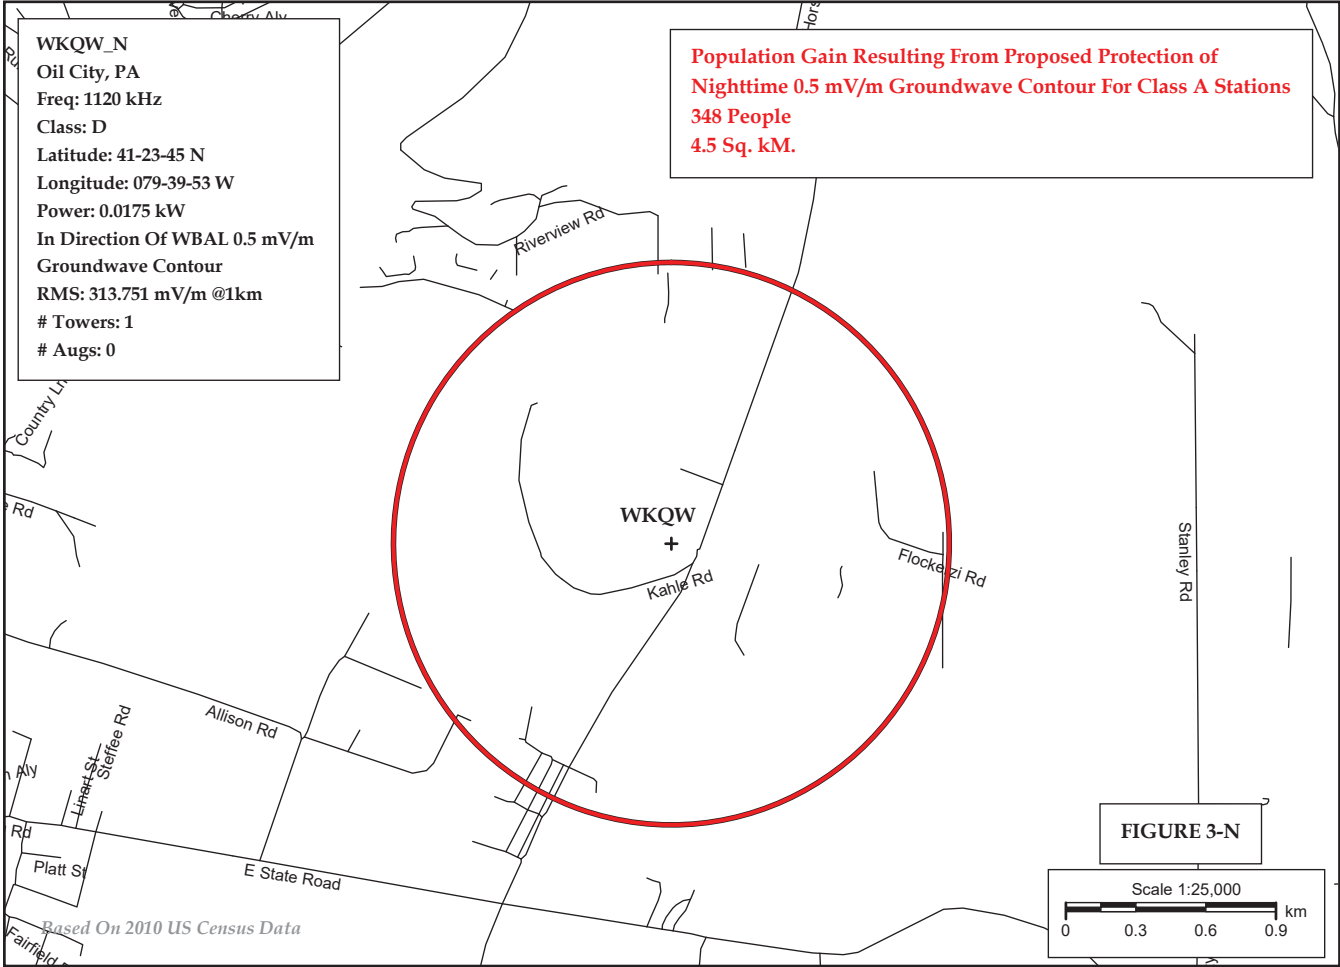 Cherry Aly
WKQW_N
Oil City, PA
Freq: 1120 kHz
Class: D
Latitude: 41-23-45 N
Longitude: 079-39-53 W
Power: 0.0175 kW
In Direction Of WBAL 0.5 mV/m
Groundwave Contour
RMS: 313.751 mV/m @1km
# Towers: 1
# Augs: 0
Population Gain Resulting From Proposed Protection of
Nighttime 0.5 mV/m Groundwave Contour For Class A Stations
348 People
4.5 Sq. kM.
Hors
Riverview Rd
Country Ln
e Rd
WKQW
Kahle Rd
Flockerzi Rd
Stanley Rd
Allison Rd
Steffee Rd
Linart St
n Aly
Rd
Platt St
E State Road
Fairfield
Based On 2010 US Census Data
FIGURE 3-N
Scale 1:25,000
km
0 0.3 0.6 0.9